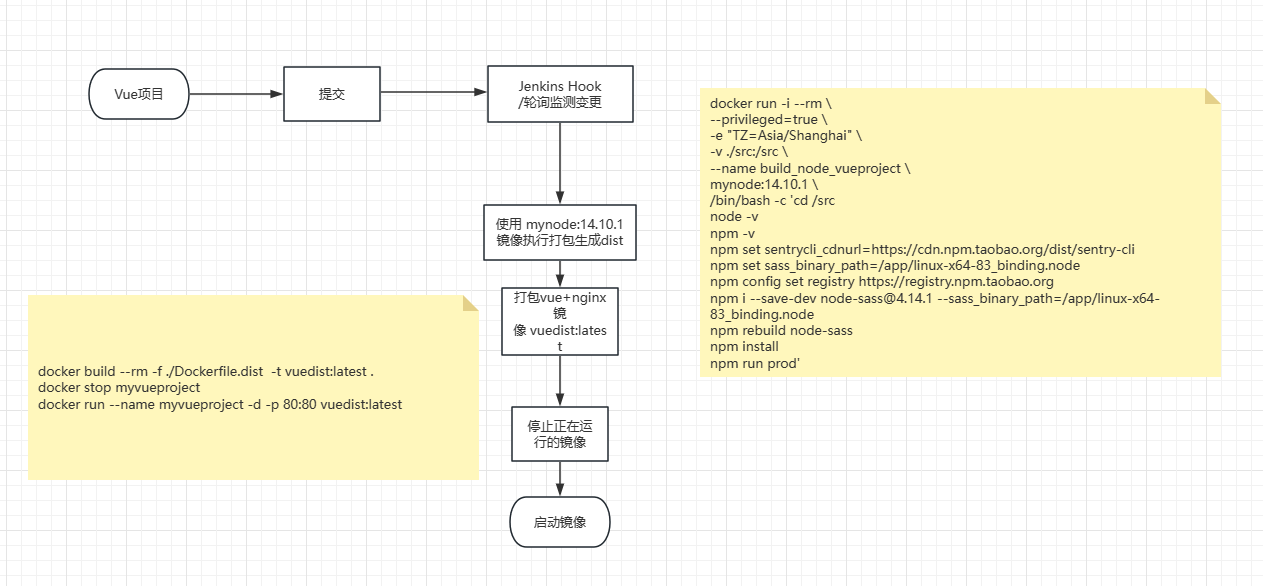 Vue项目
提交
Jenkins Hook
/轮询监测变更
使用 mynode:14.10.1
镜像执行打包生成dist
打包vue+nginx
镜
像 vuedist:lates
t
停止正在运
行的镜像
启动镜像
docker run -i --rm \
--privileged=true \
-e "TZ=Asia/Shanghai" \
-v ./src:/src \
--name build_node_vueproject \
mynode:14.10.1 \
/bin/bash -c 'cd /src
node -v
npm -v
npm set sentrycli_cdnurl=https://cdn.npm.taobao.org/dist/sentry-cli
npm set sass_binary_path=/app/linux-x64-83_binding.node
npm config set registry https://registry.npm.taobao.org
npm i --save-dev node-sass@4.14.1 --sass_binary_path=/app/linux-x64-
83_binding.node
npm rebuild node-sass
npm install
npm run prod'
docker build --rm -f ./Dockerfile.dist  -t vuedist:latest .
docker stop myvueproject
docker run --name myvueproject -d -p 80:80 vuedist:latest